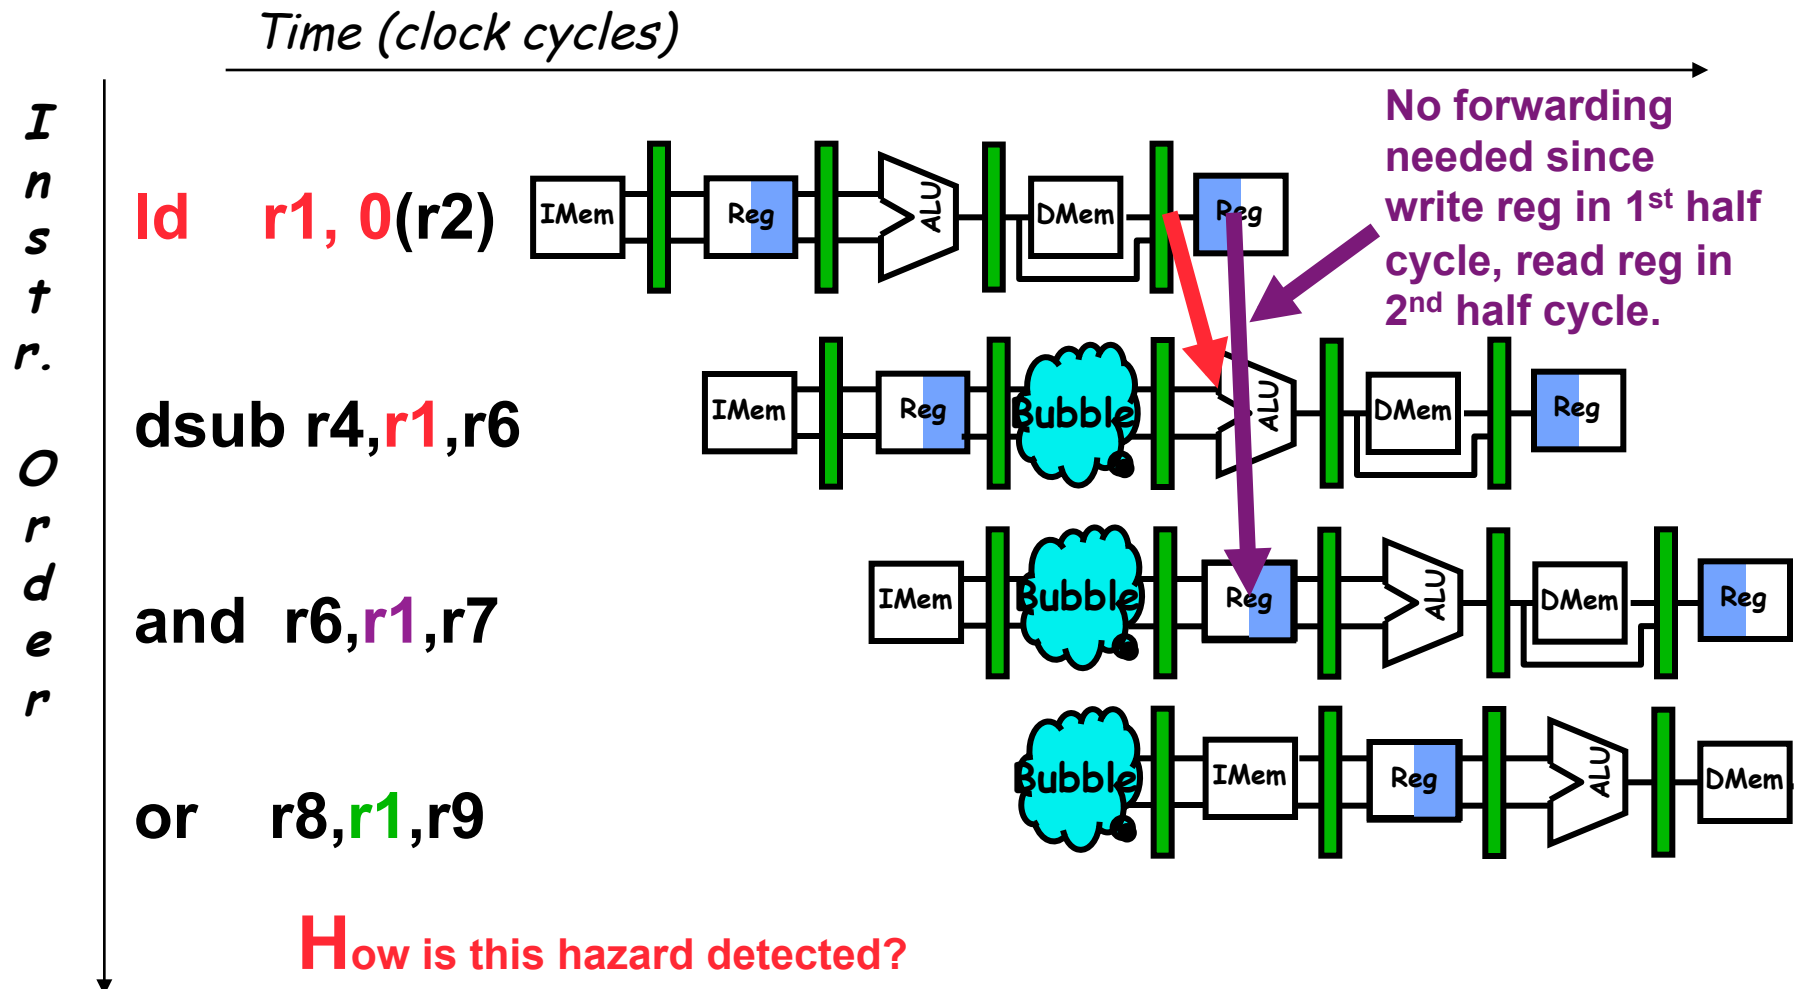 Time (clock cycles)
Instr. Order
No forwarding
needed since
write reg in 1st half
cycle, read reg in
2nd half cycle.
ld r1, 0(r2)
IMem Reg ALU DMem Reg
dsub r4,r1,r6
IMem Reg Bubble ALU DMem Reg
and r6,r1,r7
IMem Bubble Reg ALU DMem Reg
or r8,r1,r9
Bubble IMem Reg ALU DMem
How is this hazard detected?